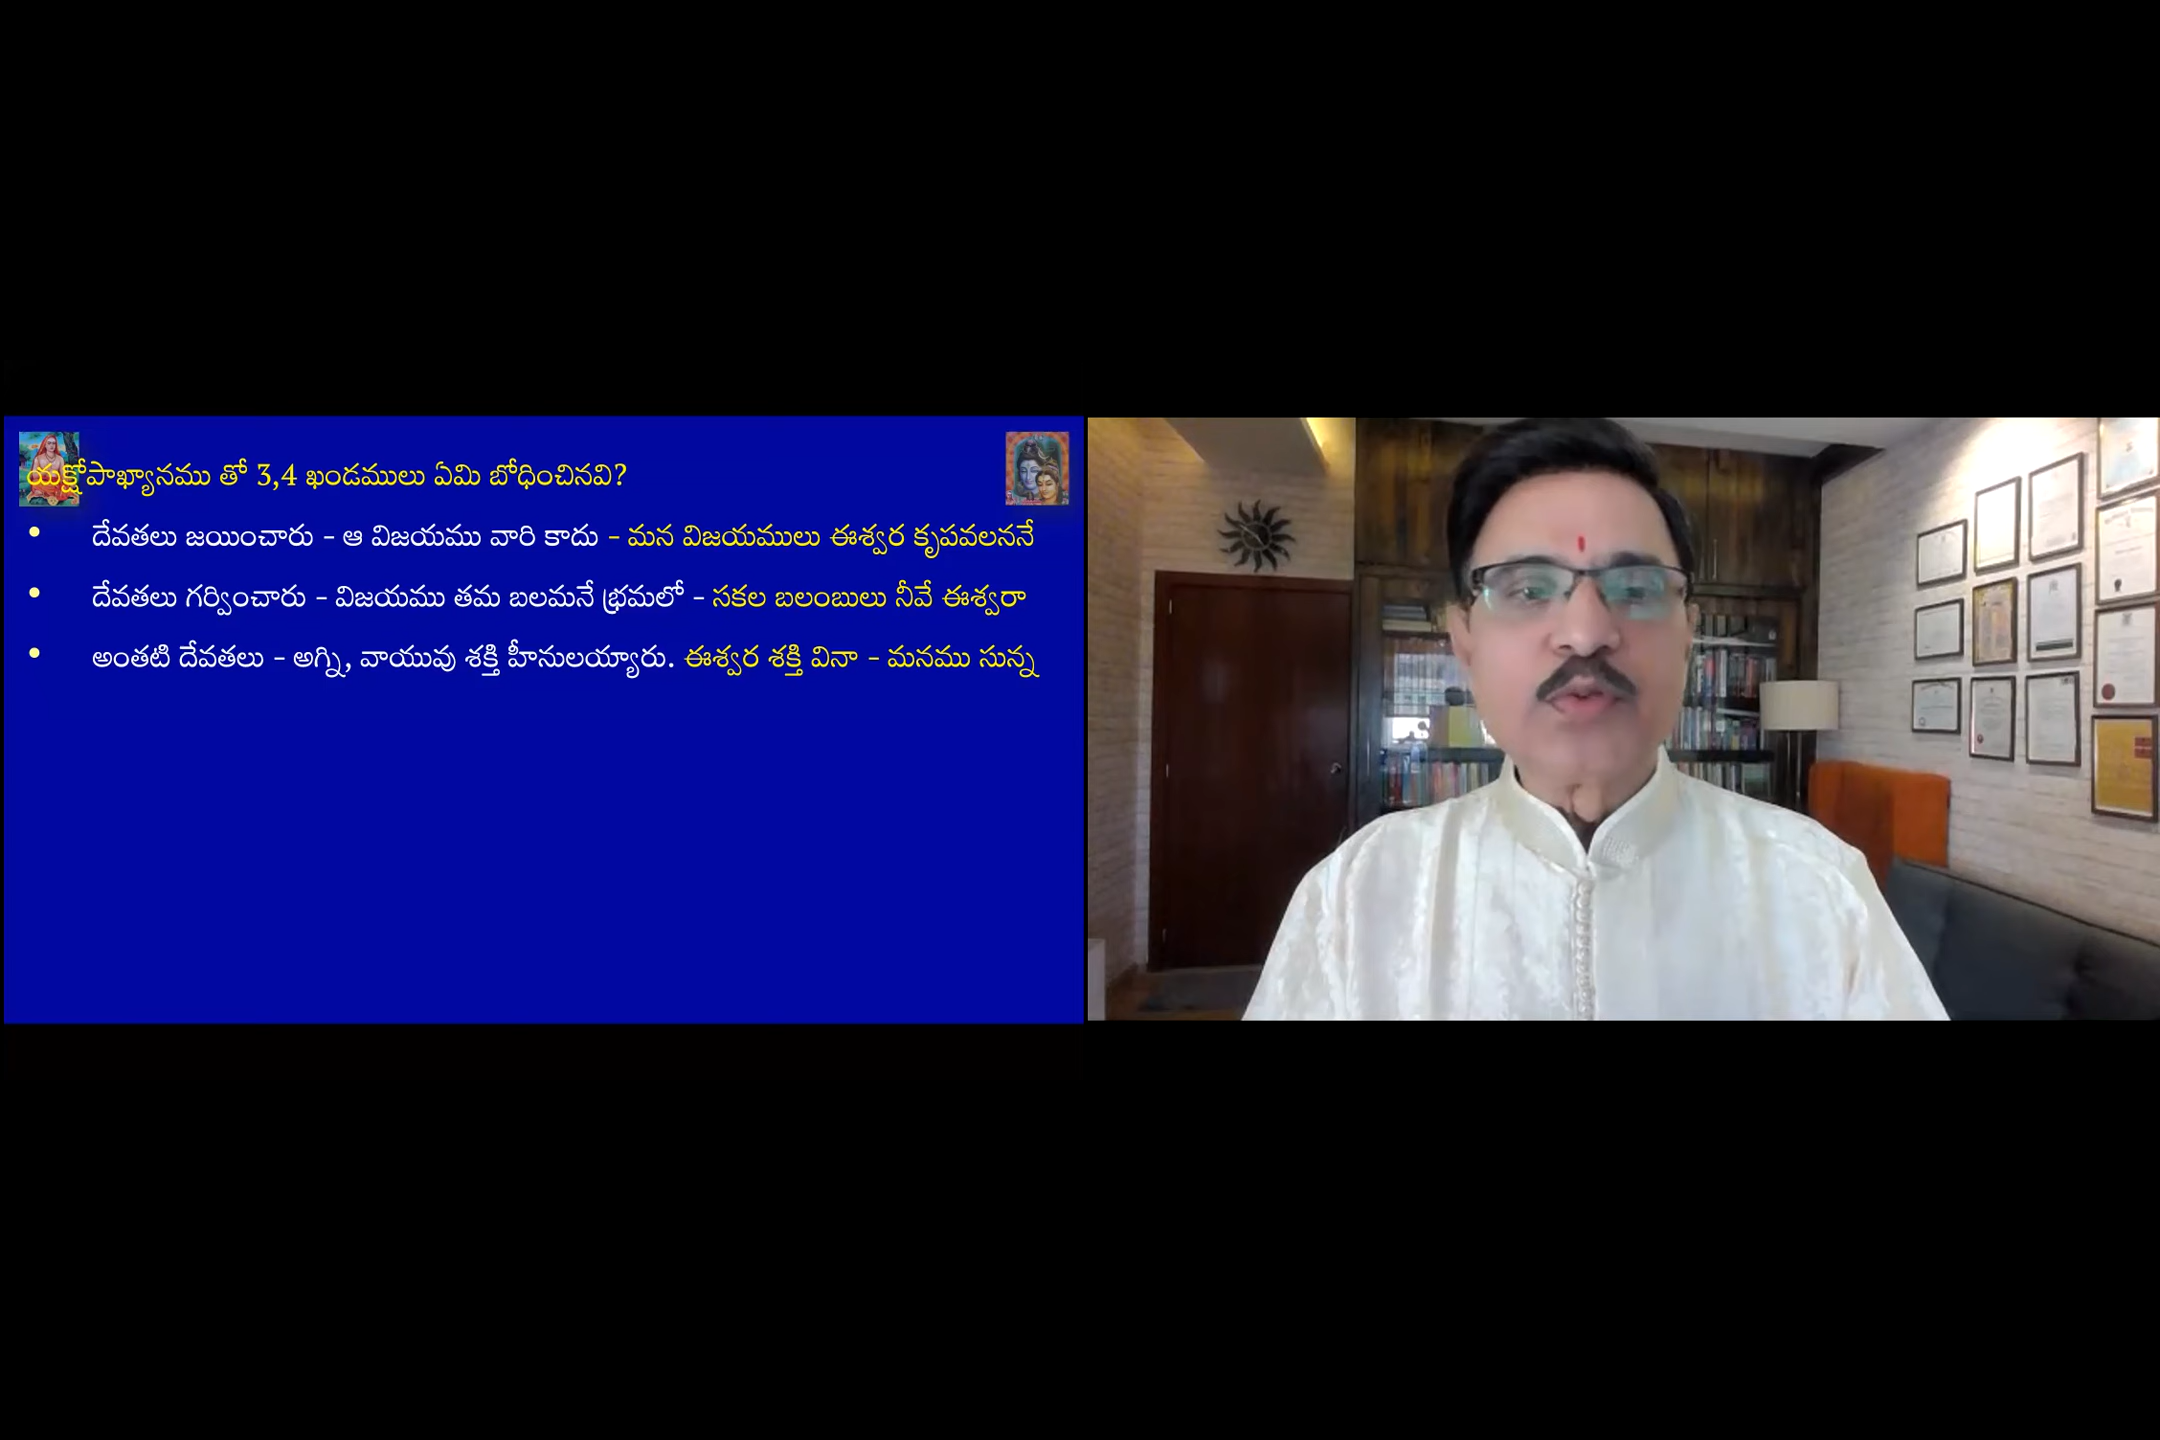 యక్షోపాఖ్యానము తో 3,4 ఖండములు ఏమి బోధించినవి?
• దేవతలు జయించారు - ఆ విజయము వారి కాదు - మన విజయములు ఈశ్వర కృపవలననే
• దేవతలు గర్వించారు - విజయము తమ బలమనే భ్రమలో - సకల బలంబులు నీవే ఈశ్వరా
• అంతటి దేవతలు - అగ్ని, వాయువు శక్తి హీనులయ్యారు. ఈశ్వర శక్తి వినా - మనము సున్న